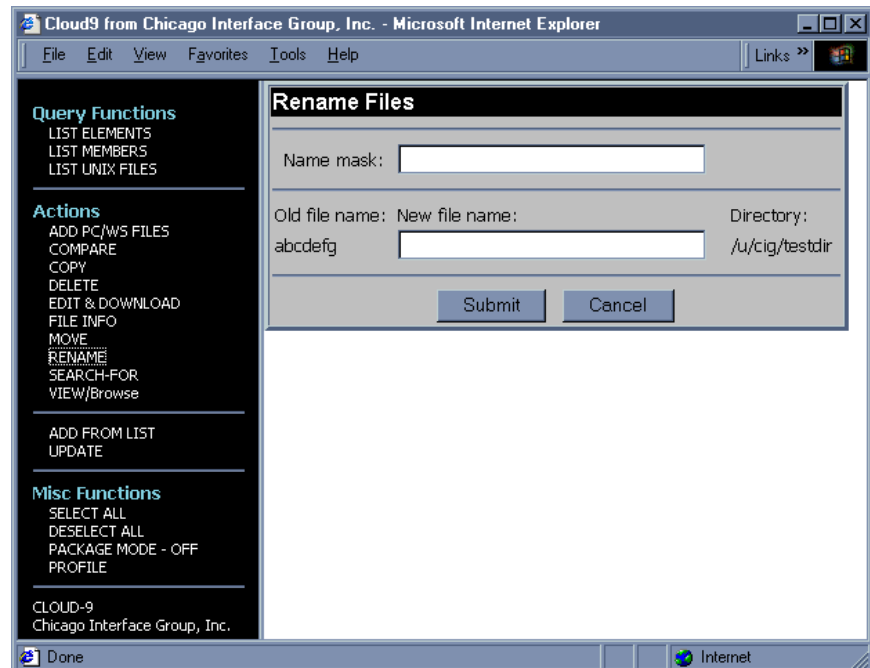 Cloud9 from Chicago Interface Group, Inc. - Microsoft Internet Explorer
File Edit View Favorites Tools Help Links »
Query Functions
LIST ELEMENTS
LIST MEMBERS
LIST UNIX FILES
Actions
ADD PC/WS FILES
COMPARE
COPY
DELETE
EDIT & DOWNLOAD
FILE INFO
MOVE
RENAME
SEARCH-FOR
VIEW/Browse
ADD FROM LIST
UPDATE
Misc Functions
SELECT ALL
DESELECT ALL
PACKAGE MODE - OFF
PROFILE
CLOUD-9
Chicago Interface Group, Inc.
Rename Files
Name mask:
Old file name: New file name: Directory:
abcdefg /u/cig/testdir
Submit Cancel
Done Internet